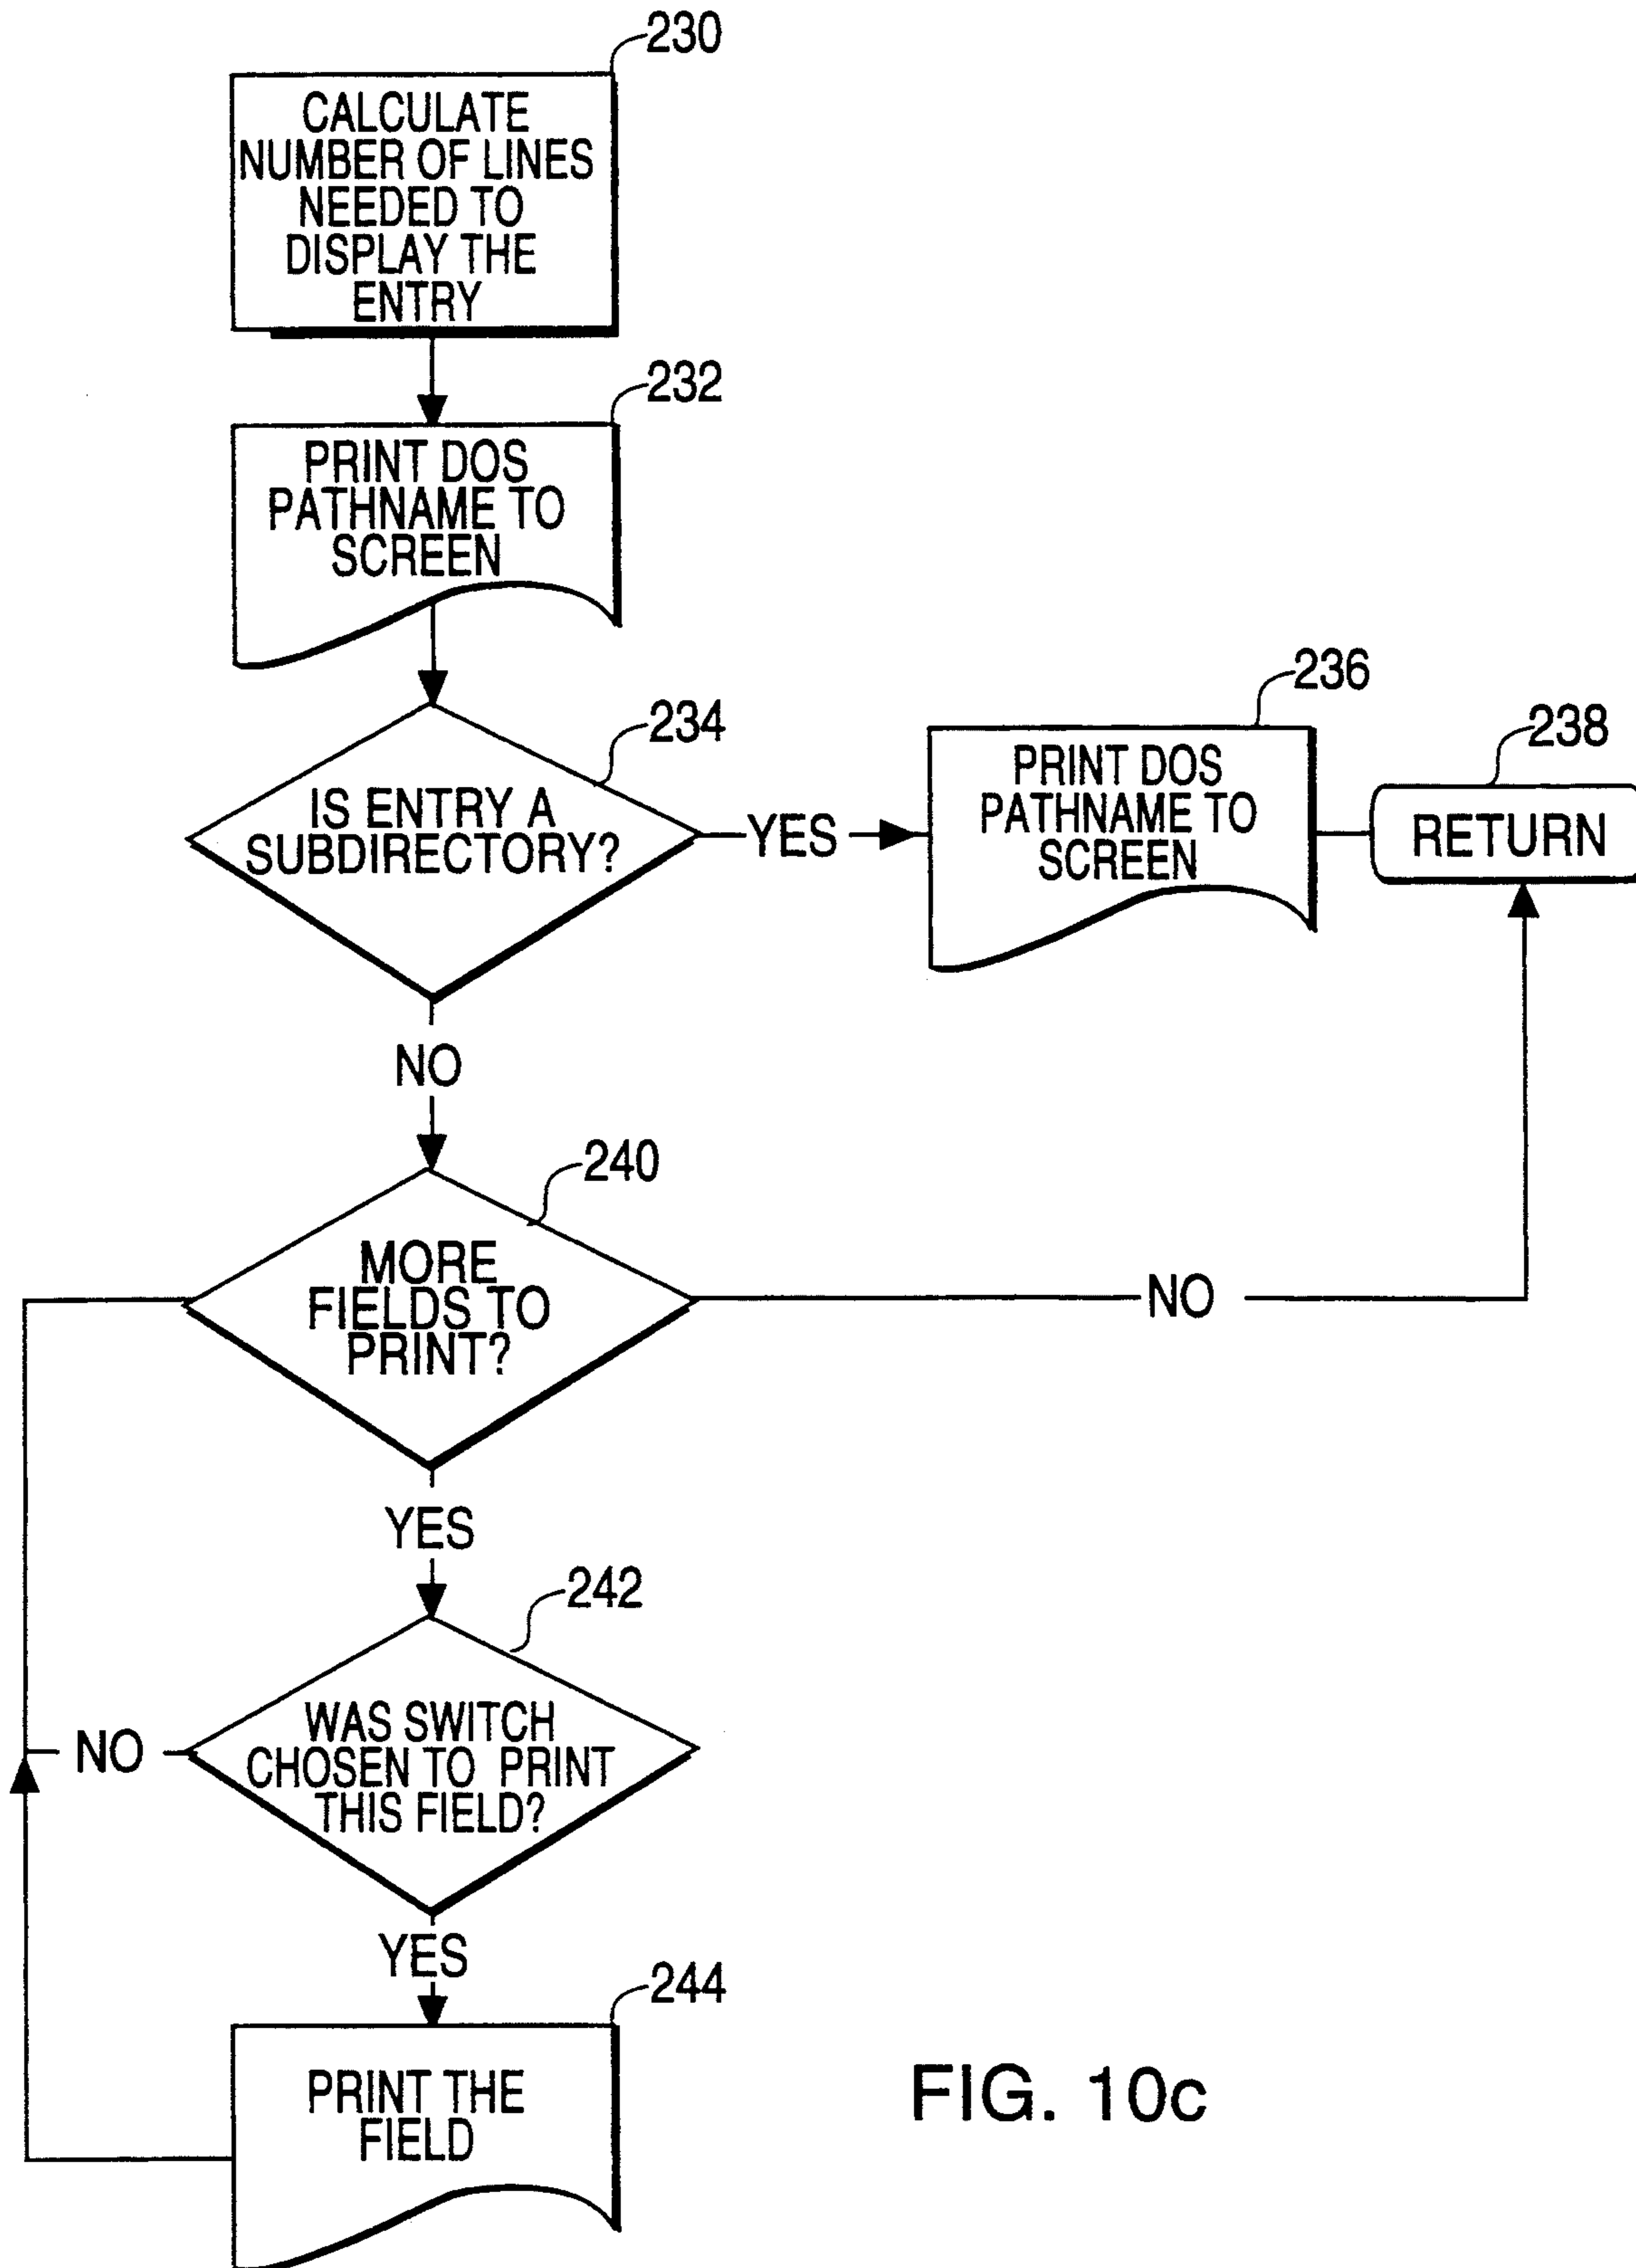 230
CALCULATE
NUMBER OF LINES
NEEDED TO
DISPLAY THE
ENTRY
232
PRINT DOS
PATHNAME TO
SCREEN
234
IS ENTRY A
SUBDIRECTORY?
YES
236
PRINT DOS
PATHNAME TO
SCREEN
238
RETURN
NO
240
MORE
FIELDS TO
PRINT?
NO
YES
242
WAS SWITCH
CHOSEN TO PRINT
THIS FIELD?
NO
YES
244
PRINT THE
FIELD
FIG. 10c